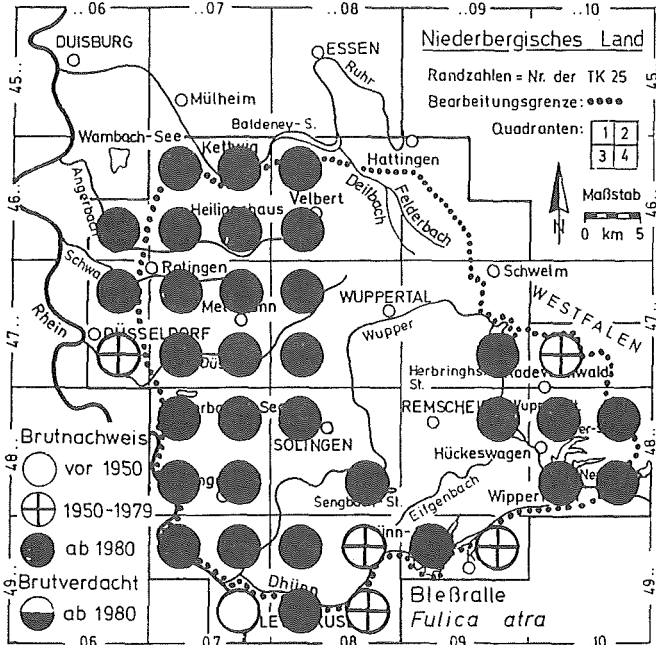 ..06 ..07 ..08 ..09 ..10
DUISBURG
ESSEN
Ruhr
Niederbergisches Land
45..
45..
Randzahlen = Nr. der TK 25
Mülheim
Bearbeitungsgrenze:
Baldeney-S.
Quadranten:
1 2
3 4
Wambach-See
Kettwig
Hattingen
Maßstab
Angerbach
Deilbach
Felderbach
N
0 km 5
46..
46..
Velbert
Ratingen
Schwelm
WUPPERTAL
WESTFALEN
Rhein
DÜSSELDORF
Wupper
47..
47..
Herbringhs.
St.
REMSCHE
SOLINGEN
Brutnachweis
Hückeswagen
vor 1950
48..
48..
Sengbach St.
Eifgenbach
Wipper
1950-1979
ab 1980
Brutverdacht
Dhünn
49..
49..
ab 1980
Bleßralle
Fulica atra
06 07 08 09 10